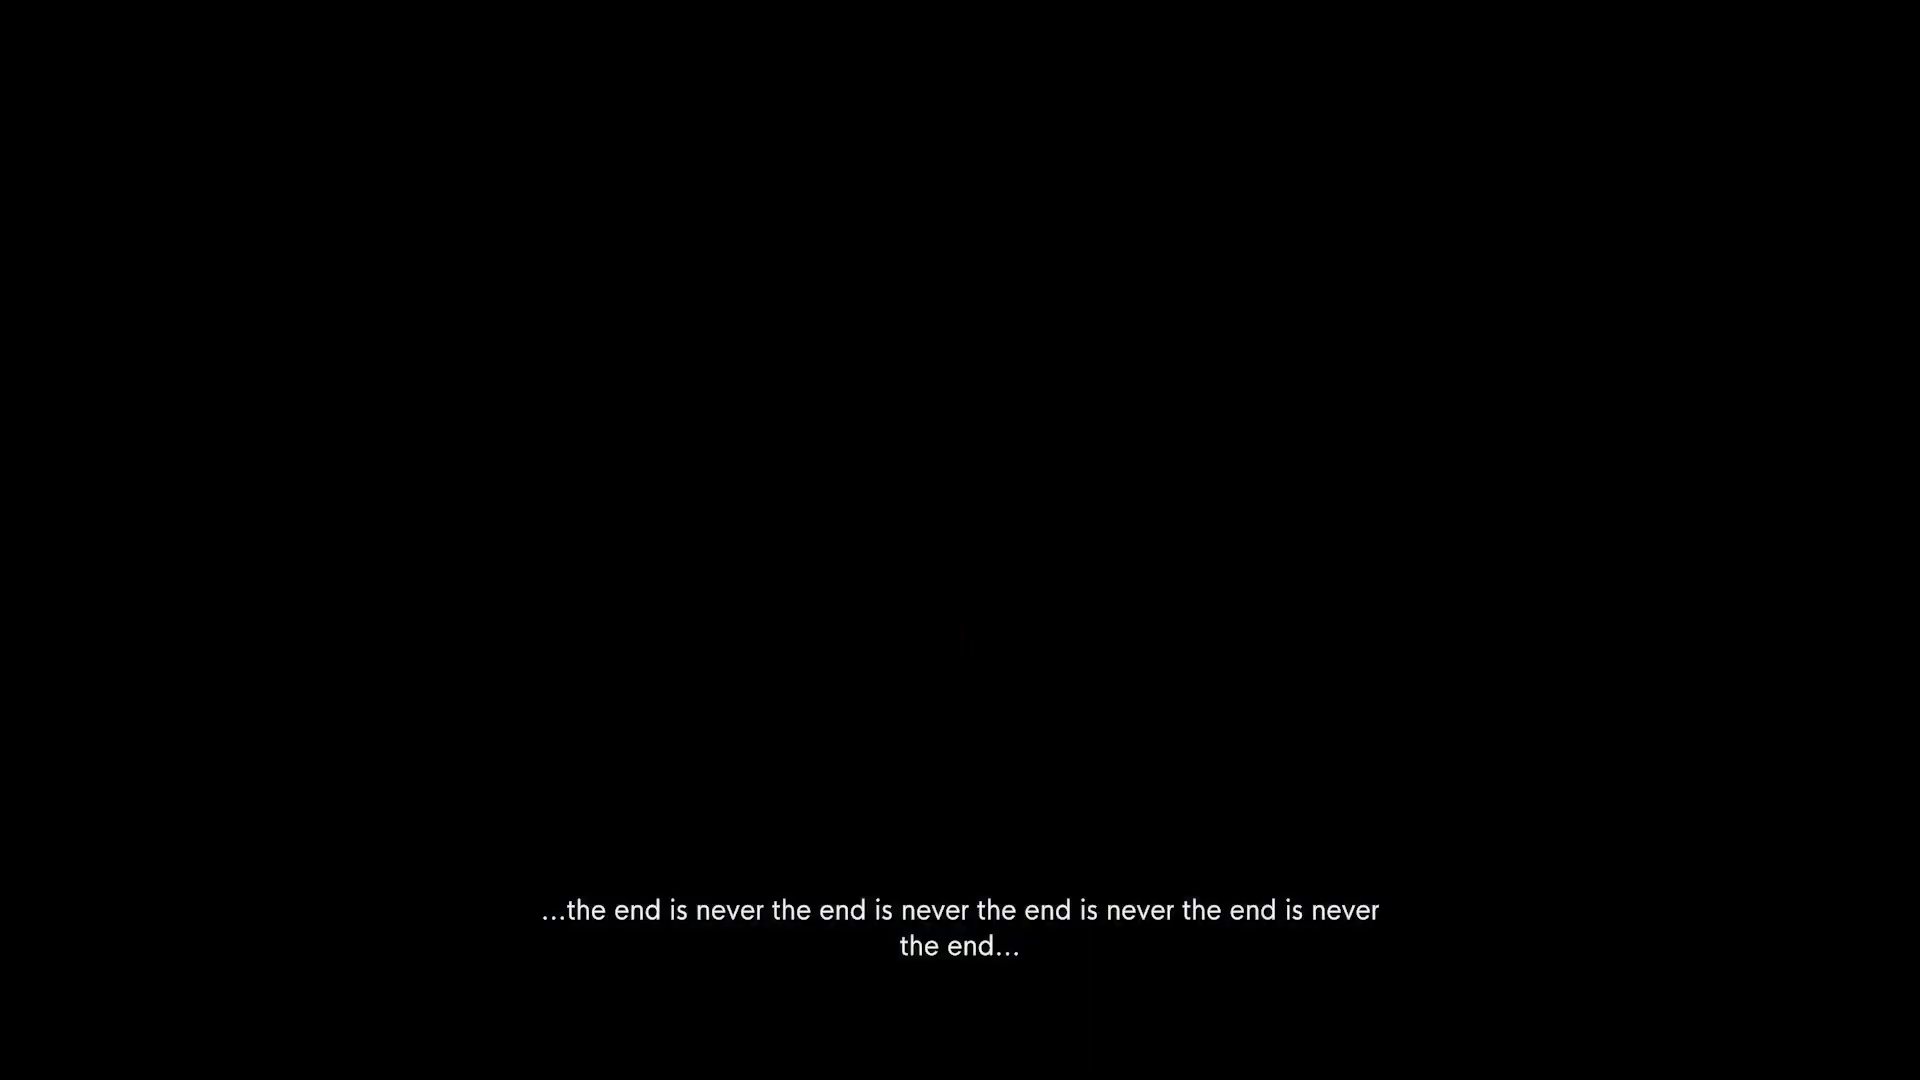 ...the end is never the end is never the end is never the end is never
the end...